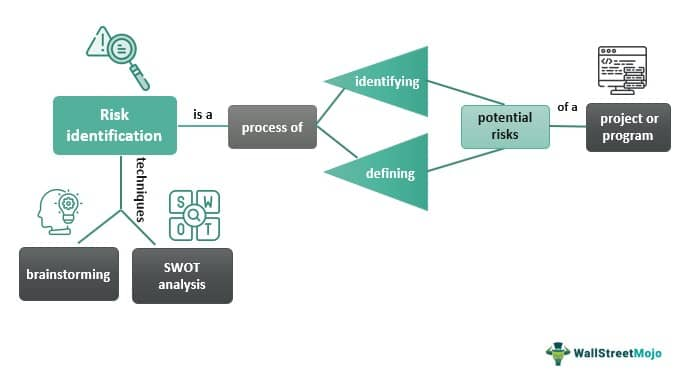 Risk
identification
is a
process of
identifying
defining
potential
risks
of a
project or
program
techniques
brainstorming
S W
O T
SWOT
analysis
WallStreetMojo